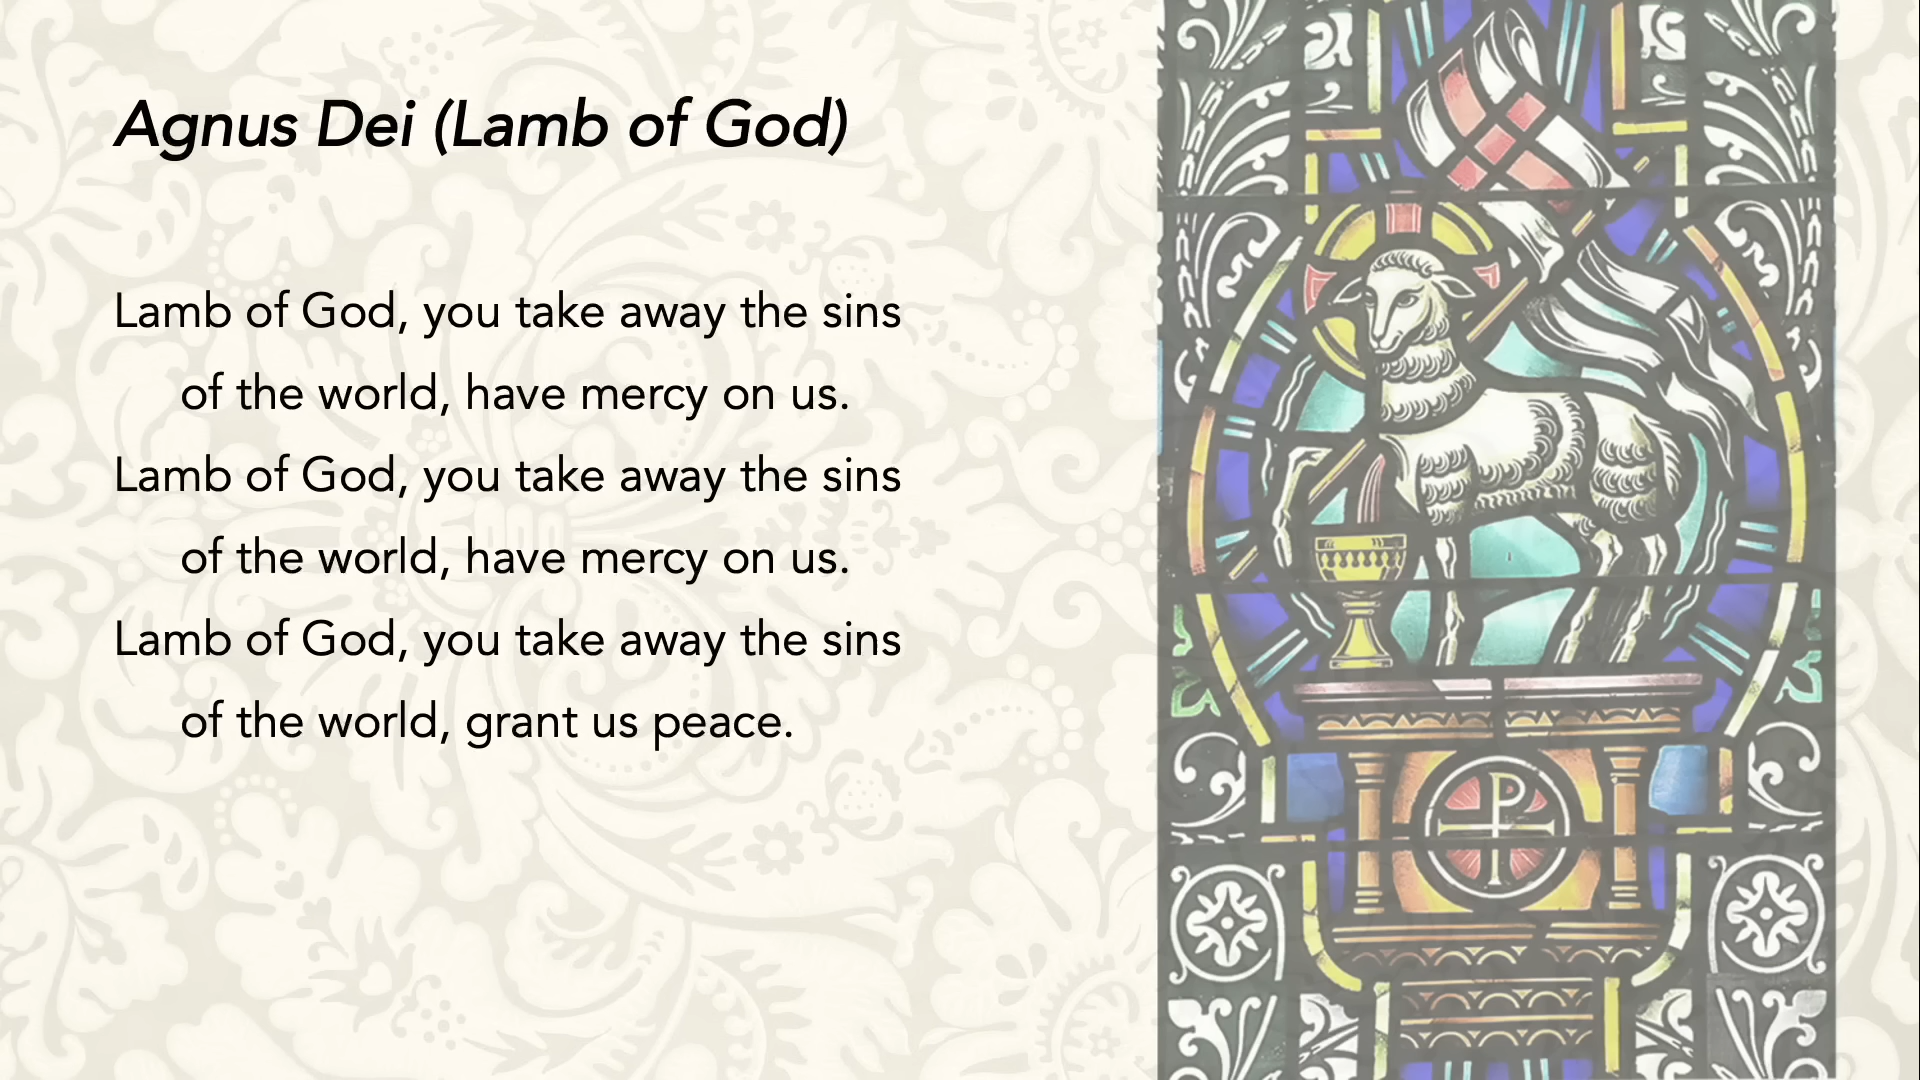 Agnus Dei (Lamb of God)
Lamb of God, you take away the sins
of the world, have mercy on us.
Lamb of God, you take away the sins
of the world, have mercy on us.
Lamb of God, you take away the sins
of the world, grant us peace.